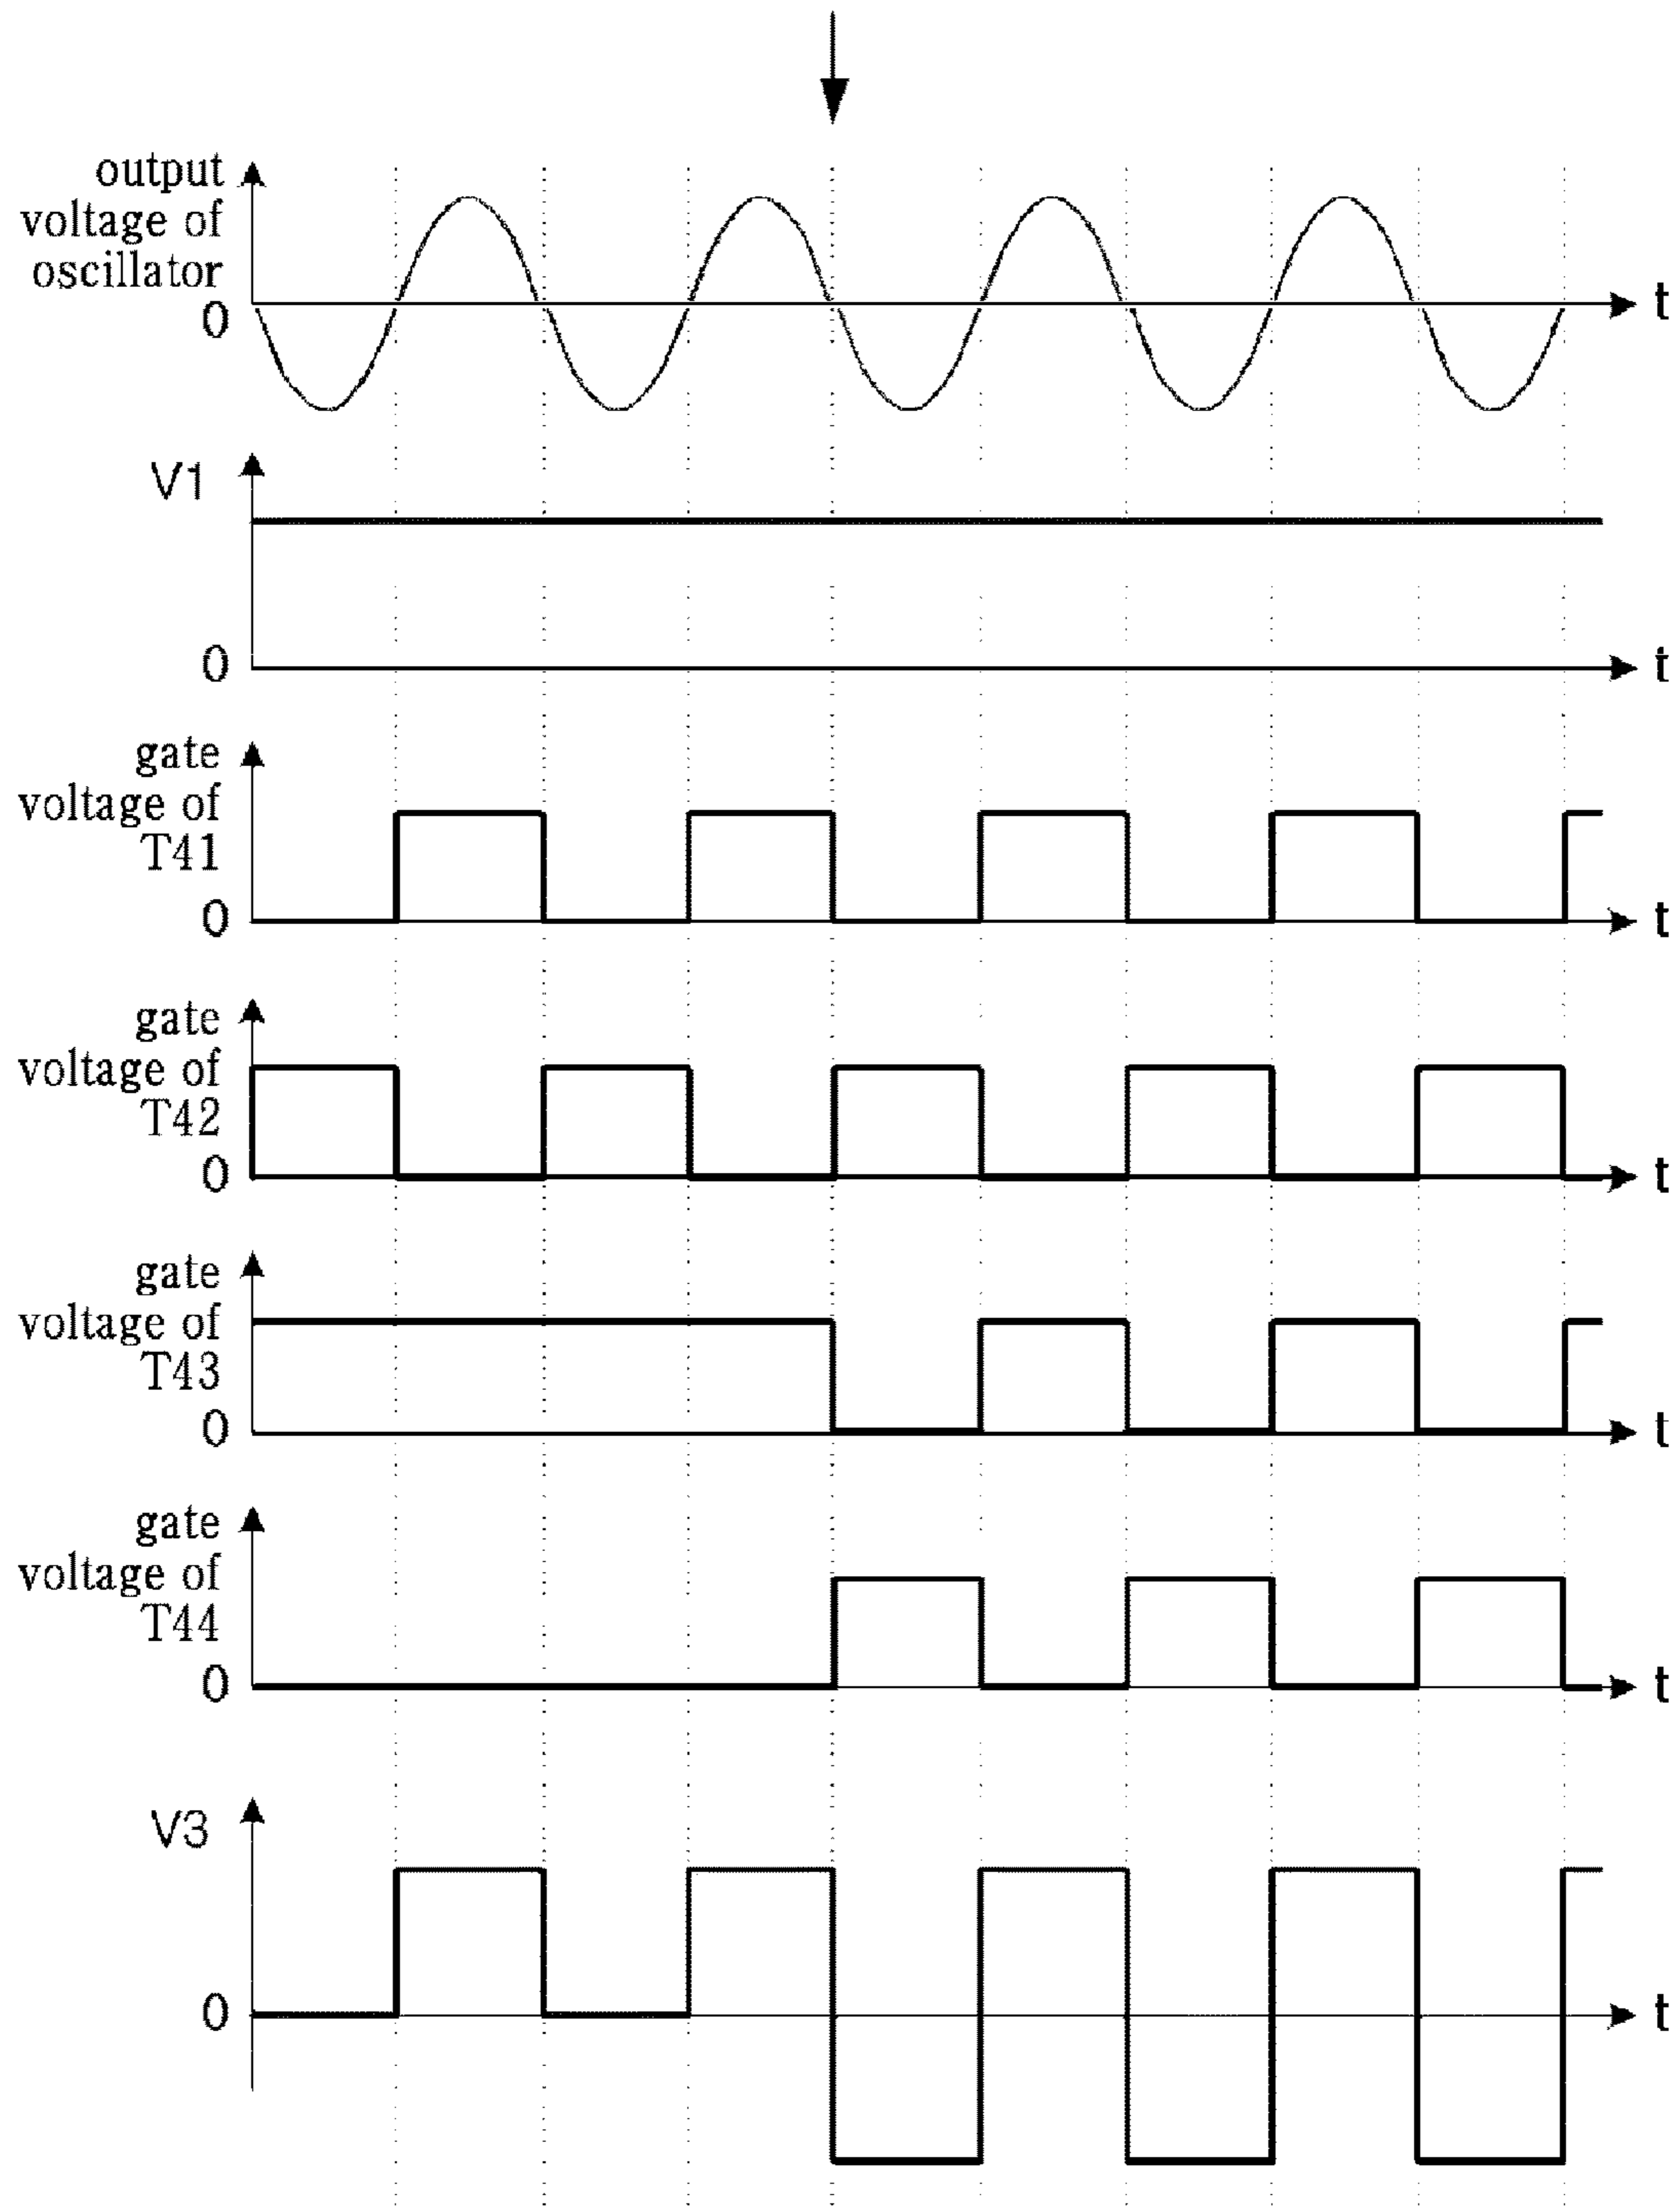 output
voltage of
oscillator
0
t
V1
0
t
gate
voltage of
T41
0
t
gate
voltage of
T42
0
t
gate
voltage of
T43
0
t
gate
voltage of
T44
0
t
V3
0
t